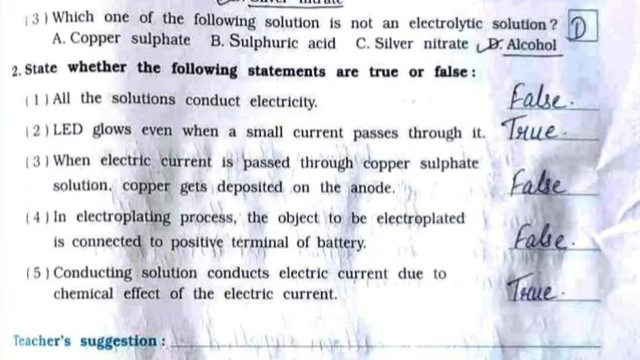 Silver nitrate
(3) Which one of the following solution is not an electrolytic solution? D
A. Copper sulphate B. Sulphuric acid C. Silver nitrate D. Alcohol
2. State whether the following statements are true or false :
(1) All the solutions conduct electricity. False.
(2) LED glows even when a small current passes through it. True.
(3) When electric current is passed through copper sulphate
solution, copper gets deposited on the anode. False
(4) In electroplating process, the object to be electroplated
is connected to positive terminal of battery. False.
(5) Conducting solution conducts electric current due to
chemical effect of the electric current. True.
Teacher's suggestion :